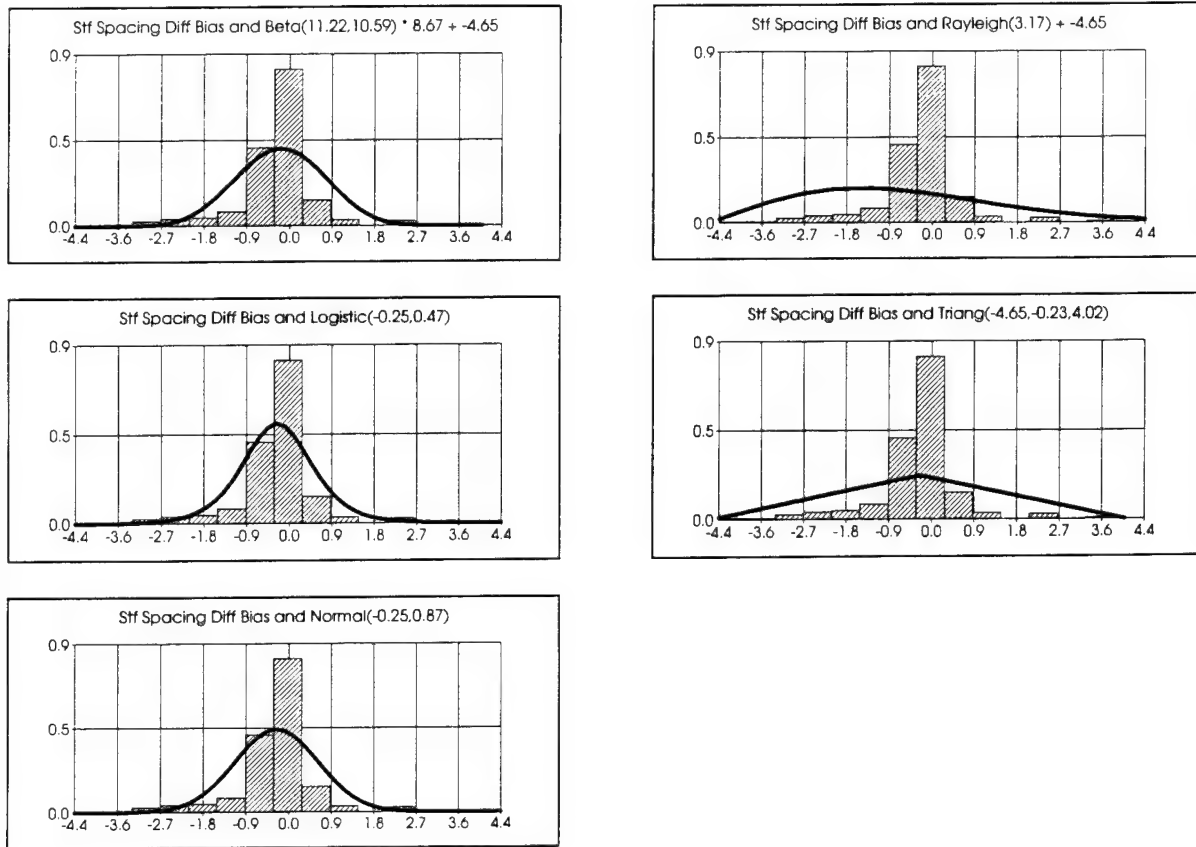 Stf Spacing Diff Bias and Beta(11.22,10.59) * 8.67 + -4.65
0.9
0.5
0.0
-4.4 -3.6 -2.7 -1.8 -0.9 0.0 0.9 1.8 2.7 3.6 4.4
Stf Spacing Diff Bias and Rayleigh(3.17) + -4.65
0.9
0.5
0.0
-4.4 -3.6 -2.7 -1.8 -0.9 0.0 0.9 1.8 2.7 3.6 4.4
Stf Spacing Diff Bias and Logistic(-0.25,0.47)
0.9
0.5
0.0
-4.4 -3.6 -2.7 -1.8 -0.9 0.0 0.9 1.8 2.7 3.6 4.4
Stf Spacing Diff Bias and Triang(-4.65,-0.23,4.02)
0.9
0.5
0.0
-4.4 -3.6 -2.7 -1.8 -0.9 0.0 0.9 1.8 2.7 3.6 4.4
Stf Spacing Diff Bias and Normal(-0.25,0.87)
0.9
0.5
0.0
-4.4 -3.6 -2.7 -1.8 -0.9 0.0 0.9 1.8 2.7 3.6 4.4